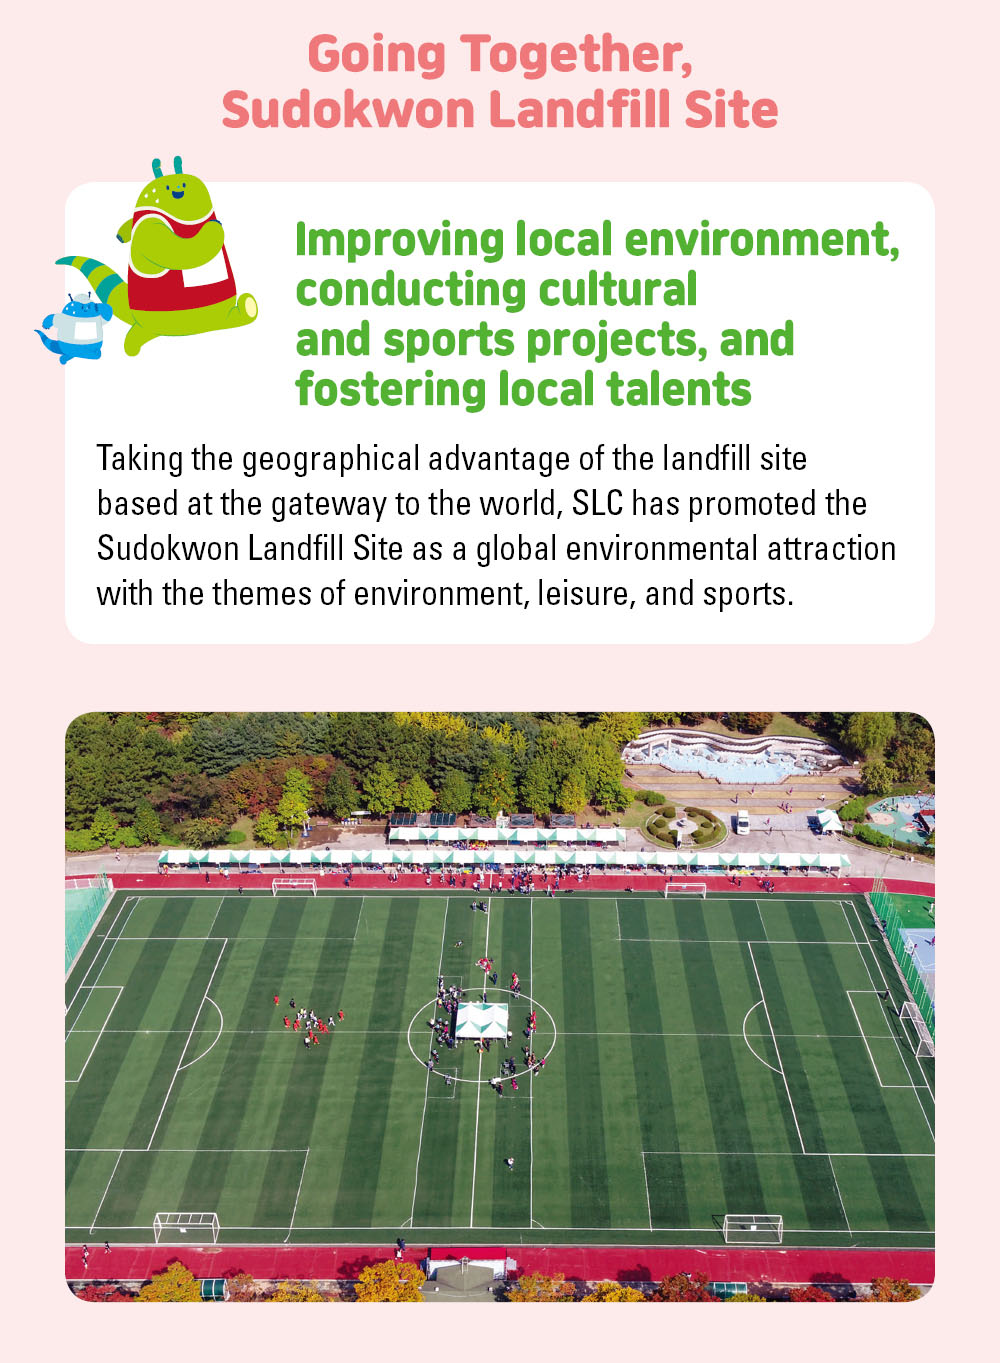 Going Together,
Sudokwon Landfill Site
Improving local environment,
conducting cultural
and sports projects, and
fostering local talents
Taking the geographical advantage of the landfill site
based at the gateway to the world, SLC has promoted the
Sudokwon Landfill Site as a global environmental attraction
with the themes of environment, leisure, and sports.